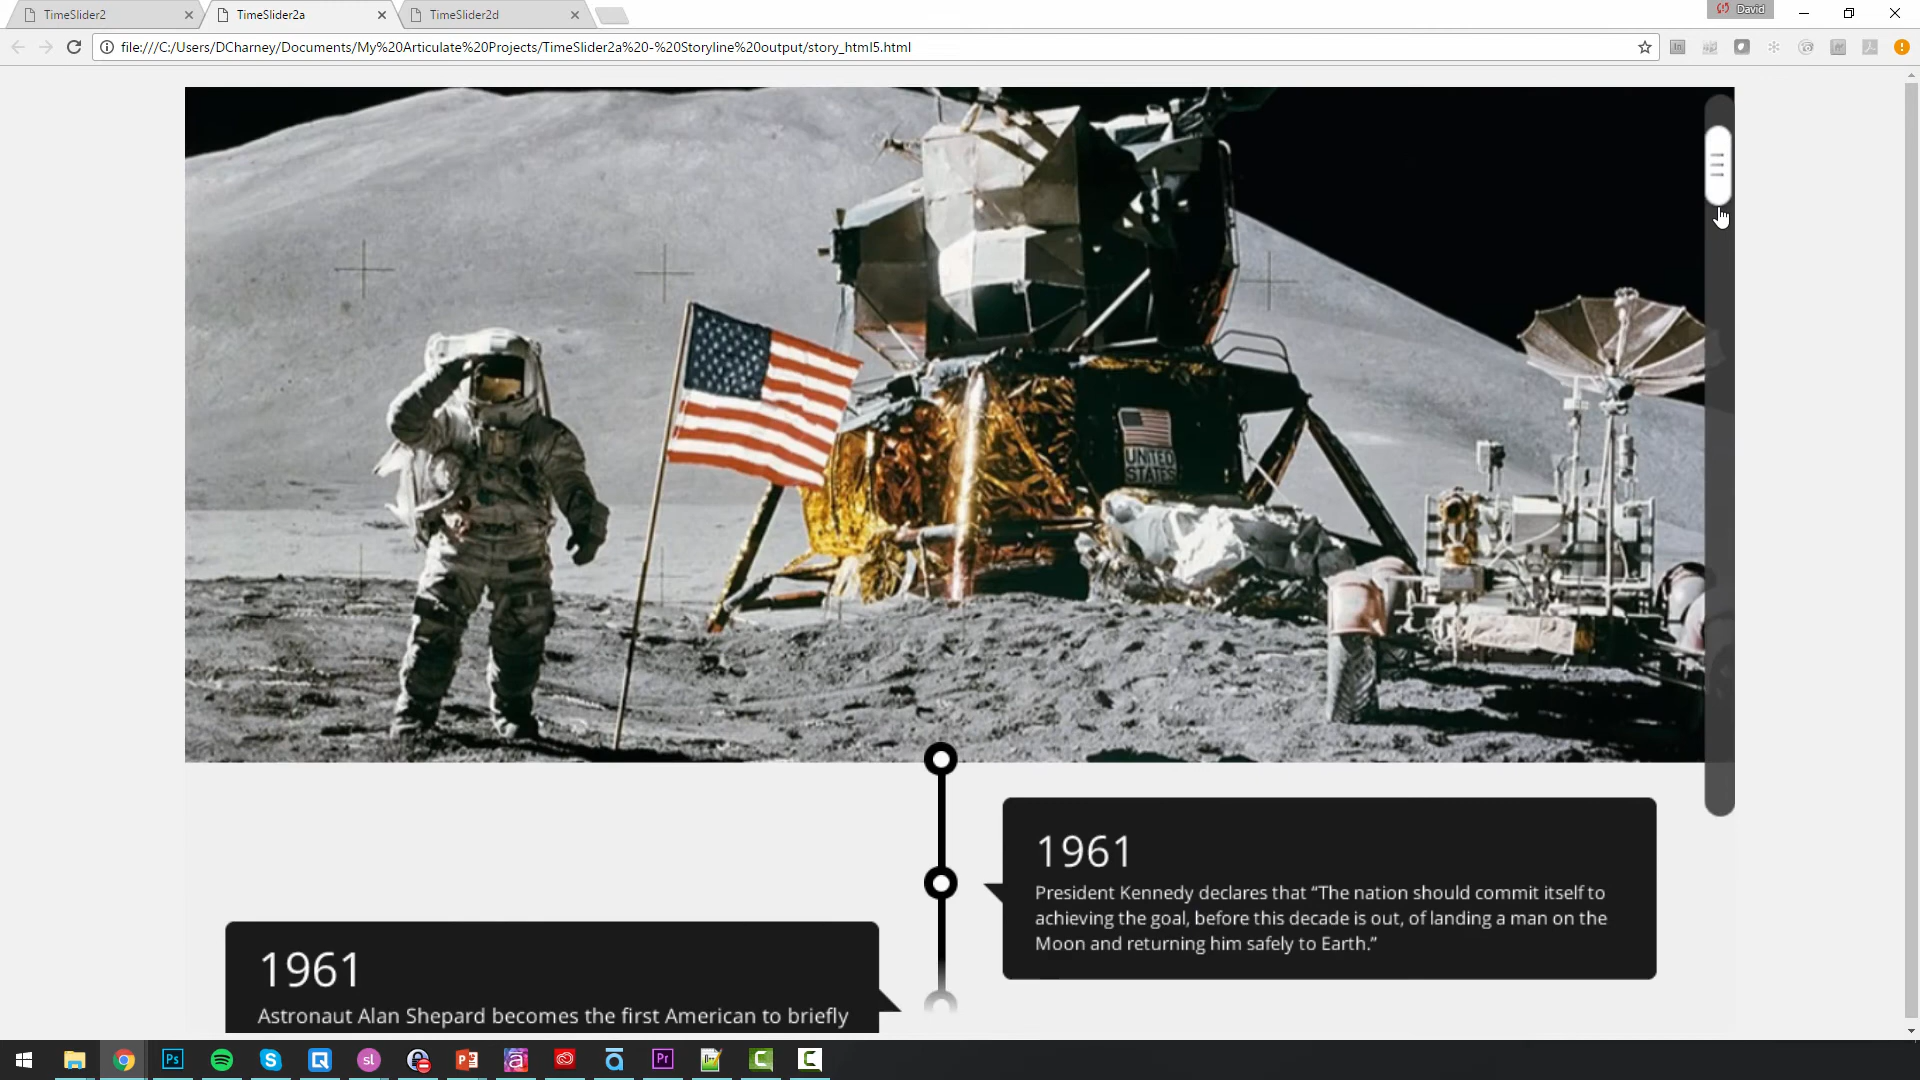 TimeSlider2
TimeSlider2a
TimeSlider2d
David
file:///C:/Users/DCharney/Documents/My%20Articulate%20Projects/TimeSlider2a%20-%20Storyline%20output/story_html5.html
UNITED
STATES
1961
President Kennedy declares that “The nation should commit itself to
achieving the goal, before this decade is out, of landing a man on the
Moon and returning him safely to Earth.”
1961
Astronaut Alan Shepard becomes the first American to briefly
Ps
sl
Pr